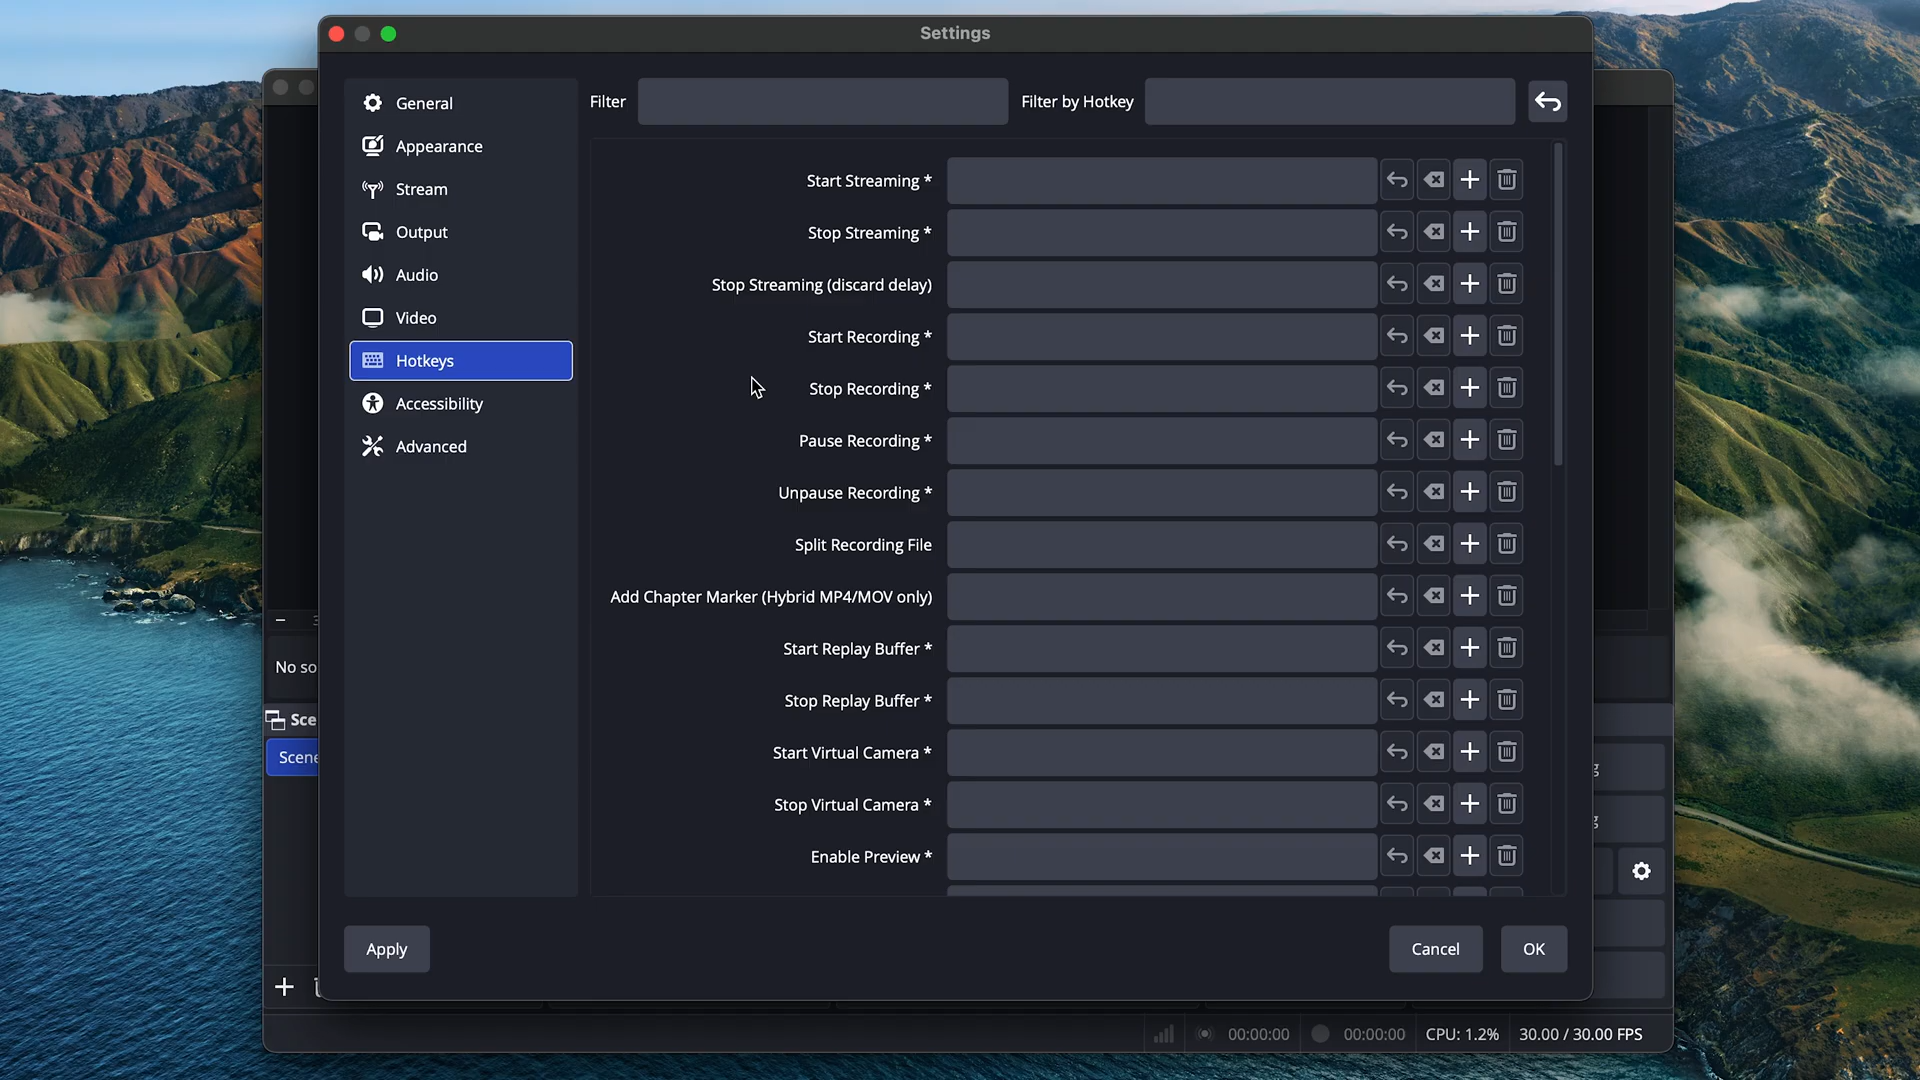 Settings
General
Appearance
Stream
Output
Audio
Video
Hotkeys
Accessibility
Advanced
Filter
Filter by Hotkey
Start Streaming *
Stop Streaming *
Stop Streaming (discard delay)
Start Recording *
Stop Recording *
Pause Recording *
Unpause Recording *
Split Recording File
Add Chapter Marker (Hybrid MP4/MOV only)
Start Replay Buffer *
Stop Replay Buffer *
Start Virtual Camera *
Stop Virtual Camera *
Enable Preview *
Apply
Cancel
OK
No so
Sce
Scene
00:00:00
00:00:00
CPU: 1.2%
30.00 / 30.00 FPS